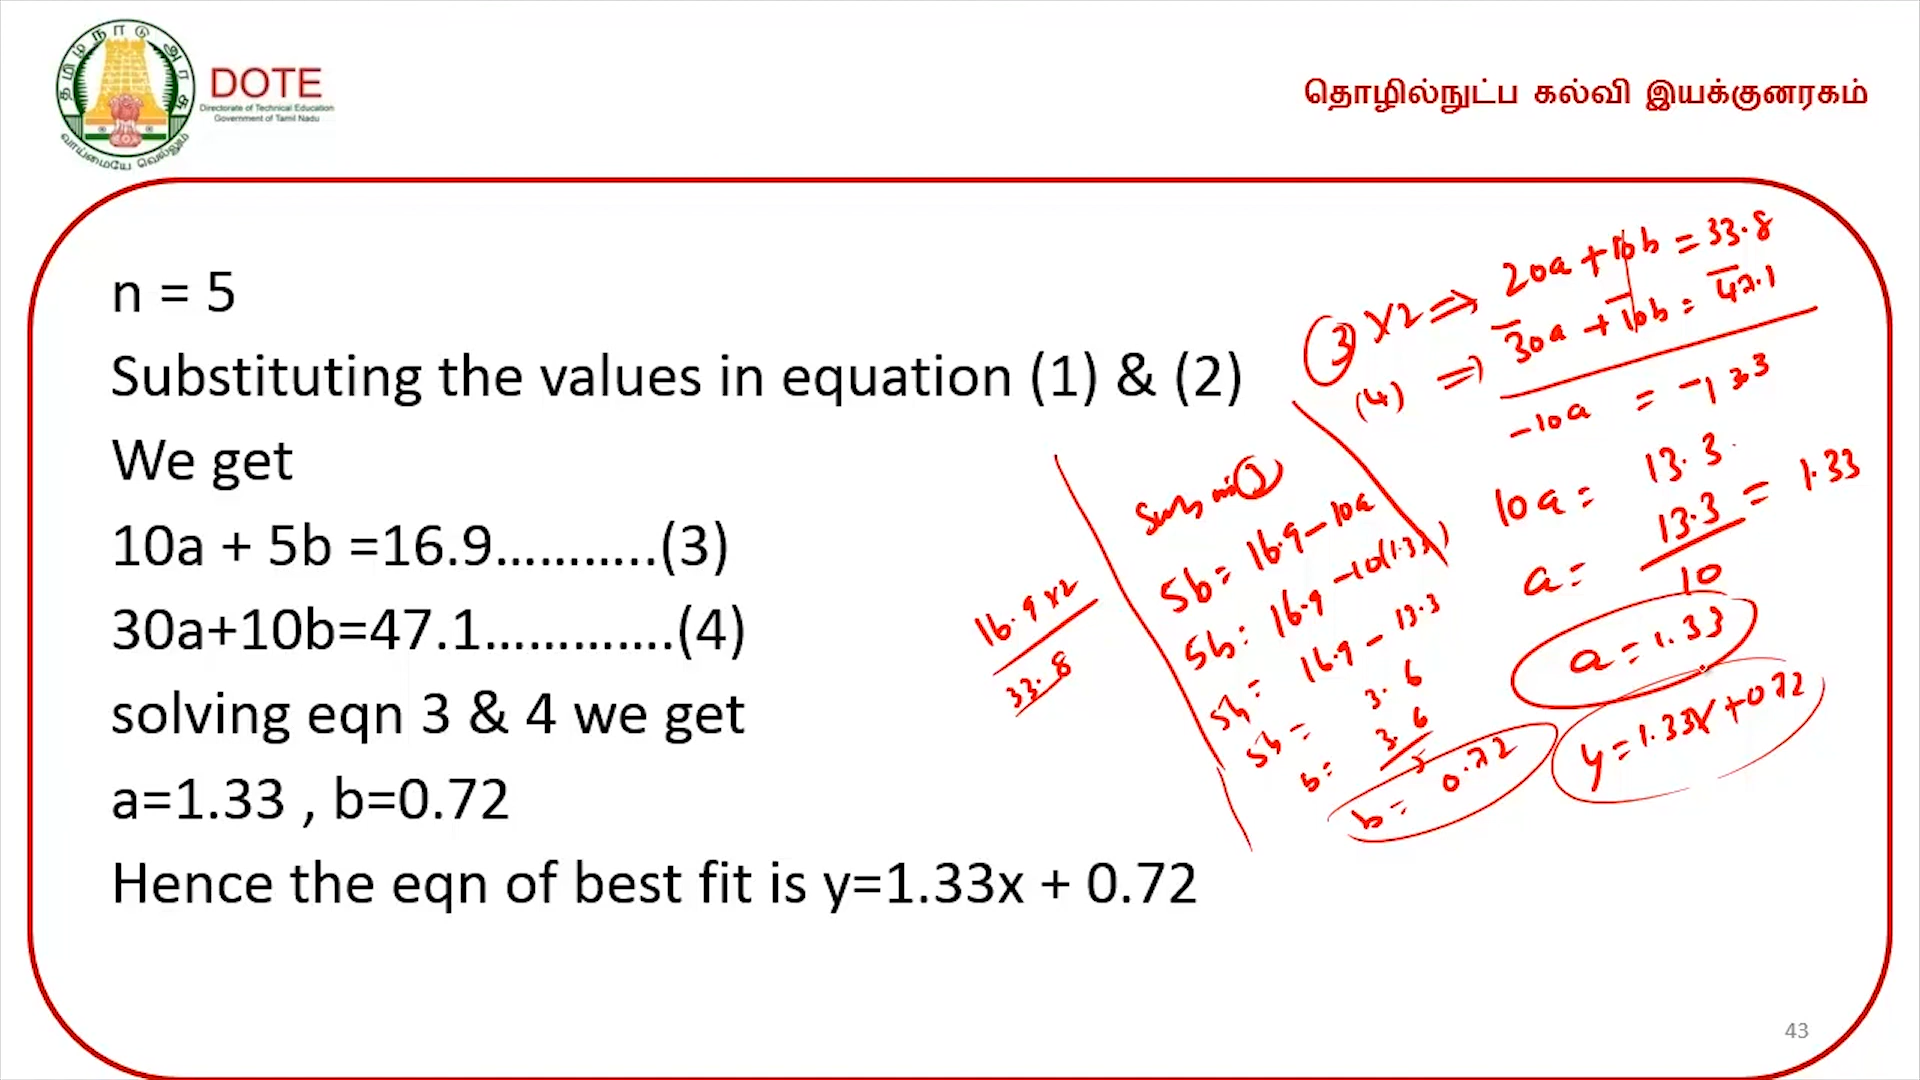 தமிழ்நாடு அரசு
வாய்மையே வெல்லும்
DOTE
Directorate of Technical Education
Government of Tamil Nadu
தொழில்நுட்ப கல்வி இயக்குனரகம்
n = 5
Substituting the values in equation (1) & (2)
We get
10a + 5b =16.9………..(3)
30a+10b=47.1………….(4)
solving eqn 3 & 4 we get
a=1.33 , b=0.72
Hence the eqn of best fit is y=1.33x + 0.72
3 x2 ⇒ 20a + 10b = 33.8
(4) ⇒ 30a + 10b = 47.1
-10a = -133
10a = 13.3
a = 13.3/10 = 1.33
a = 1.33
y = 1.33x + 0.72
5b = 16.9 - 10a
5b = 16.9 - 10(1.33)
5b = 16.9 - 13.3
5b = 3.6
b = 3.6/5
b = 0.72
16.9 x2
33.8
43